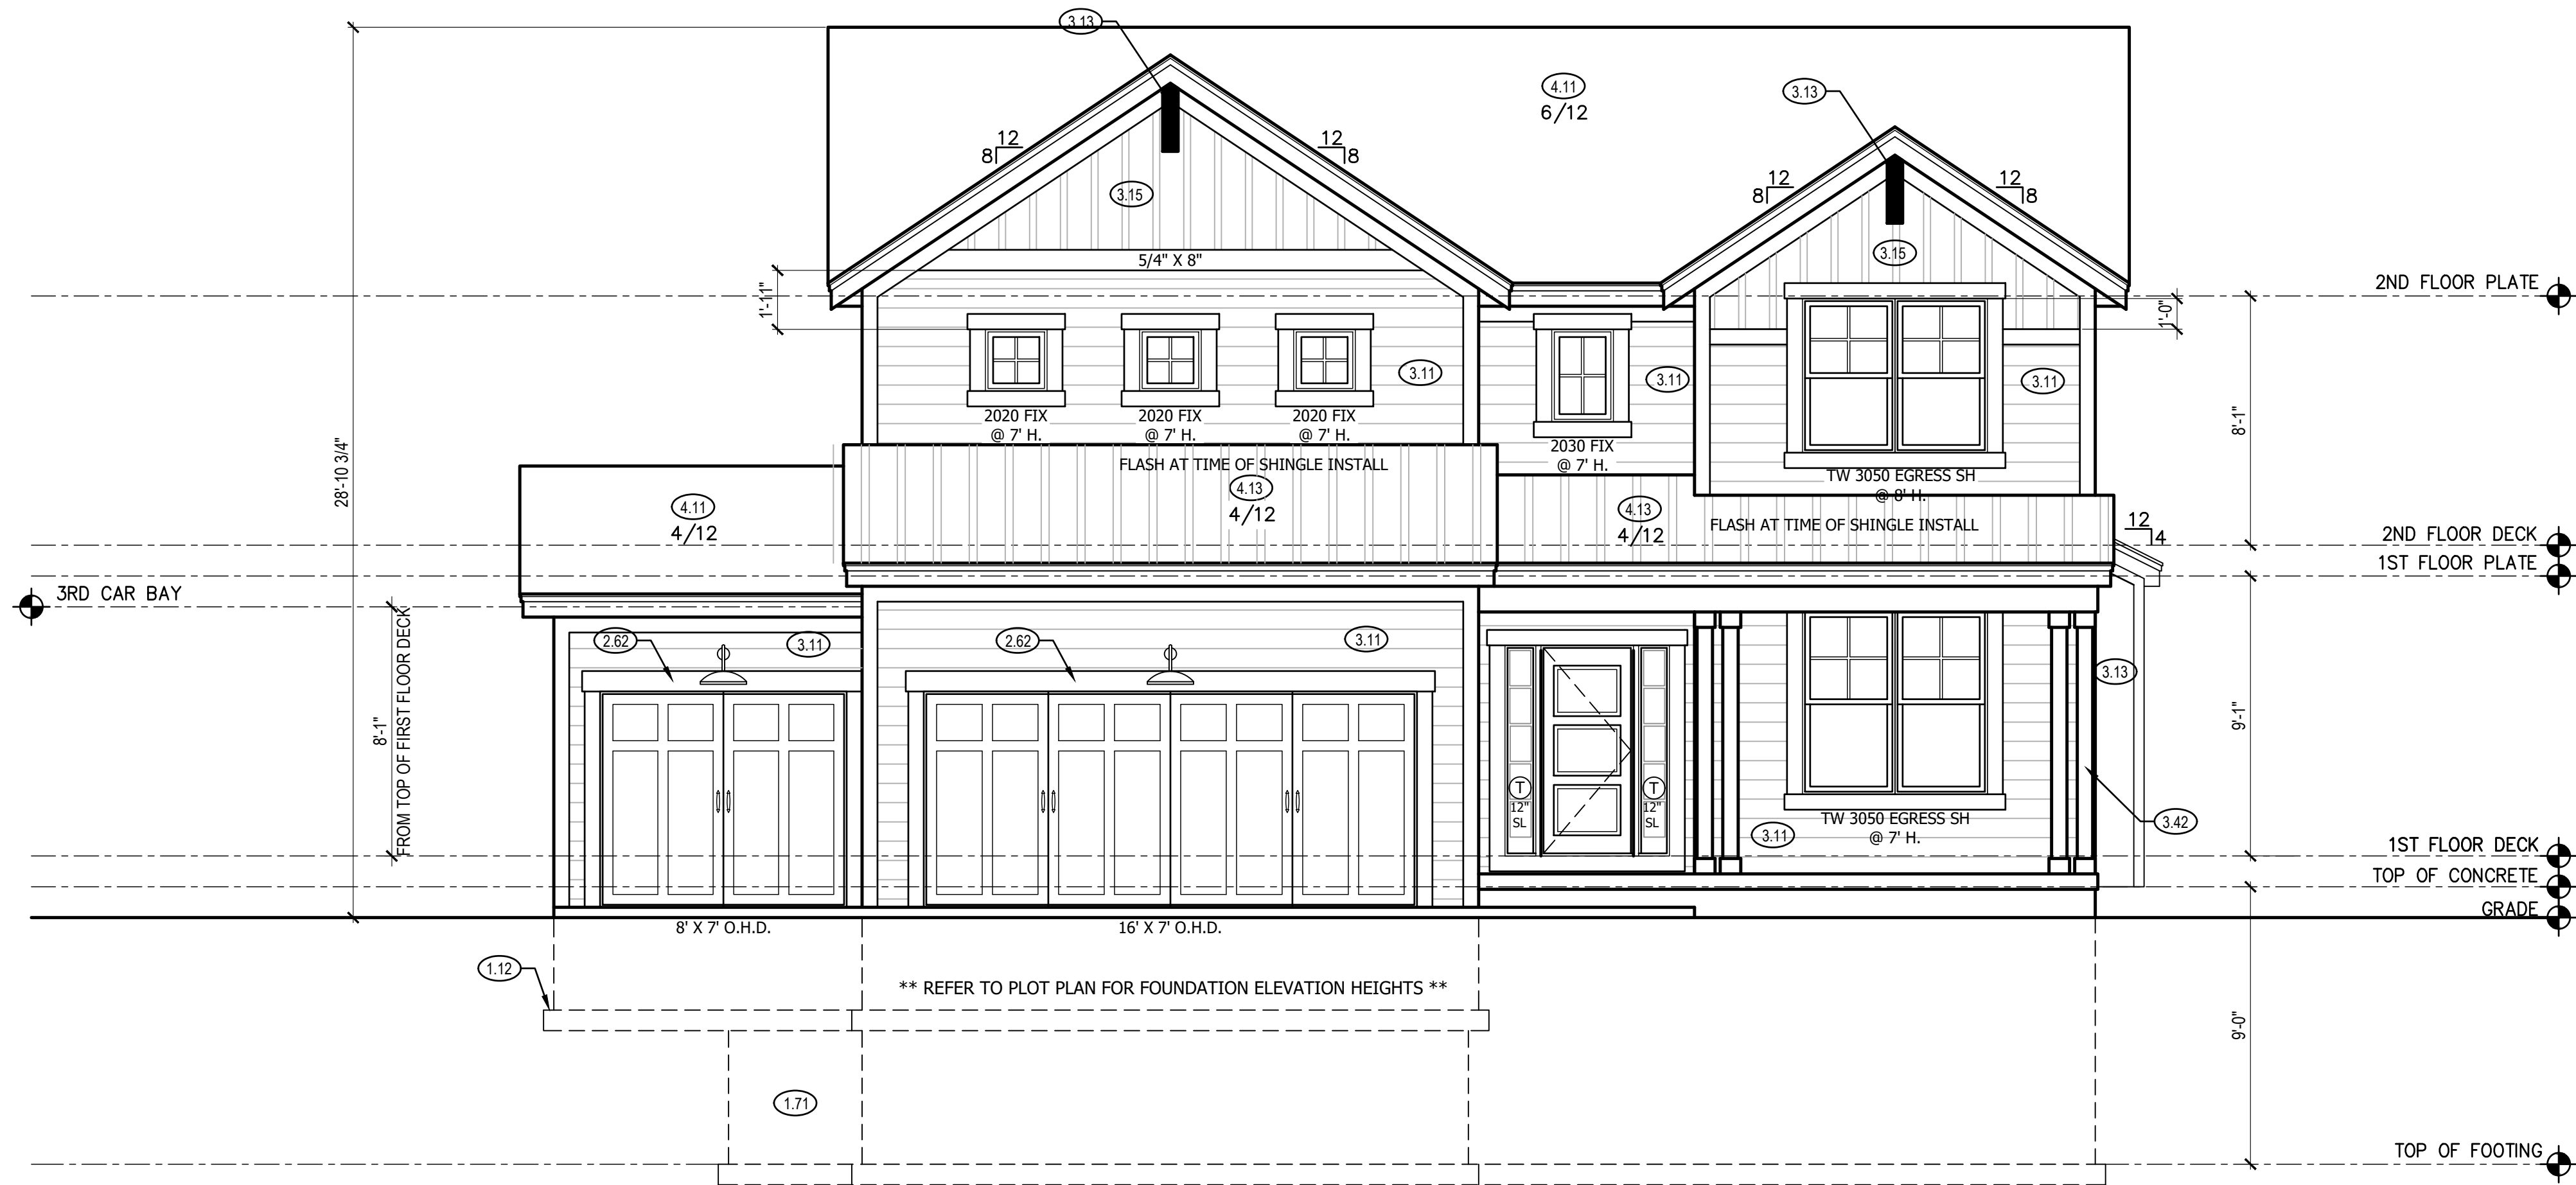 3.13
4.11
6/12
3.13
12
8
12
8
3.15
12
8
12
8
3.15
5/4" X 8"
2ND FLOOR PLATE
1'-11"
1'-0"
3.11
3.11
3.11
2020 FIX
@ 7' H.
2020 FIX
@ 7' H.
2020 FIX
@ 7' H.
2030 FIX
@ 7' H.
8'-1"
28'-10 3/4"
FLASH AT TIME OF SHINGLE INSTALL
4.13
4/12
TW 3050 EGRESS SH
@ 8' H.
4.11
4/12
4.13
4/12
FLASH AT TIME OF SHINGLE INSTALL
12
4
2ND FLOOR DECK
1ST FLOOR PLATE
3RD CAR BAY
2.62
3.11
2.62
3.11
3.13
8'-1"
FROM TOP OF FIRST FLOOR DECK
9'-1"
T
12"
SL
T
12"
SL
TW 3050 EGRESS SH
@ 7' H.
3.11
3.42
1ST FLOOR DECK
TOP OF CONCRETE
GRADE
8' X 7' O.H.D.
16' X 7' O.H.D.
1.12
** REFER TO PLOT PLAN FOR FOUNDATION ELEVATION HEIGHTS **
9'-0"
1.71
TOP OF FOOTING